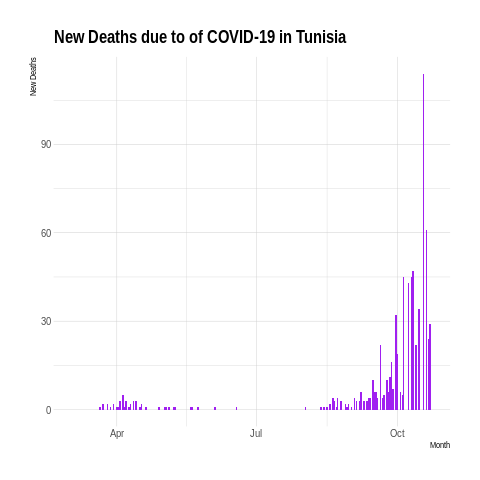 New Deaths due to of COVID-19 in Tunisia
New Deaths
90
60
30
0
Apr
Jul
Oct
Month